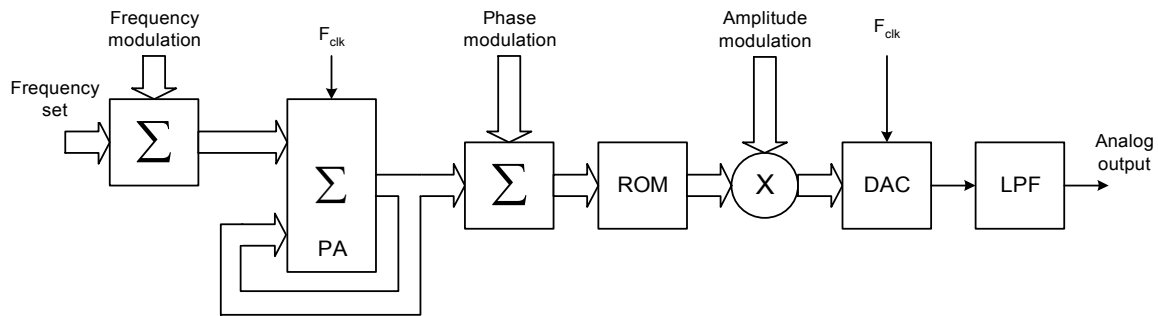 Frequency
modulation
Phase
modulation
Amplitude
modulation
F_clk
F_clk
Frequency
set
Σ
Σ
PA
Σ
ROM
X
DAC
LPF
Analog
output